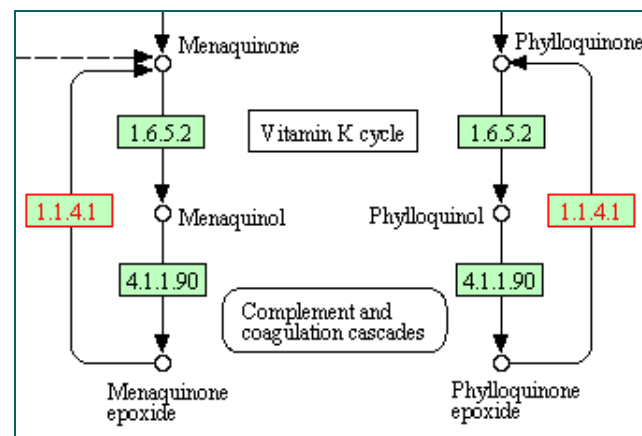 Menaquinone
Phylloquinone
1.6.5.2
Vitamin K cycle
1.6.5.2
1.1.4.1
Menaquinol
Phylloquinol
1.1.4.1
4.1.1.90
4.1.1.90
Complement and
coagulation cascades
Menaquinone
epoxide
Phylloquinone
epoxide